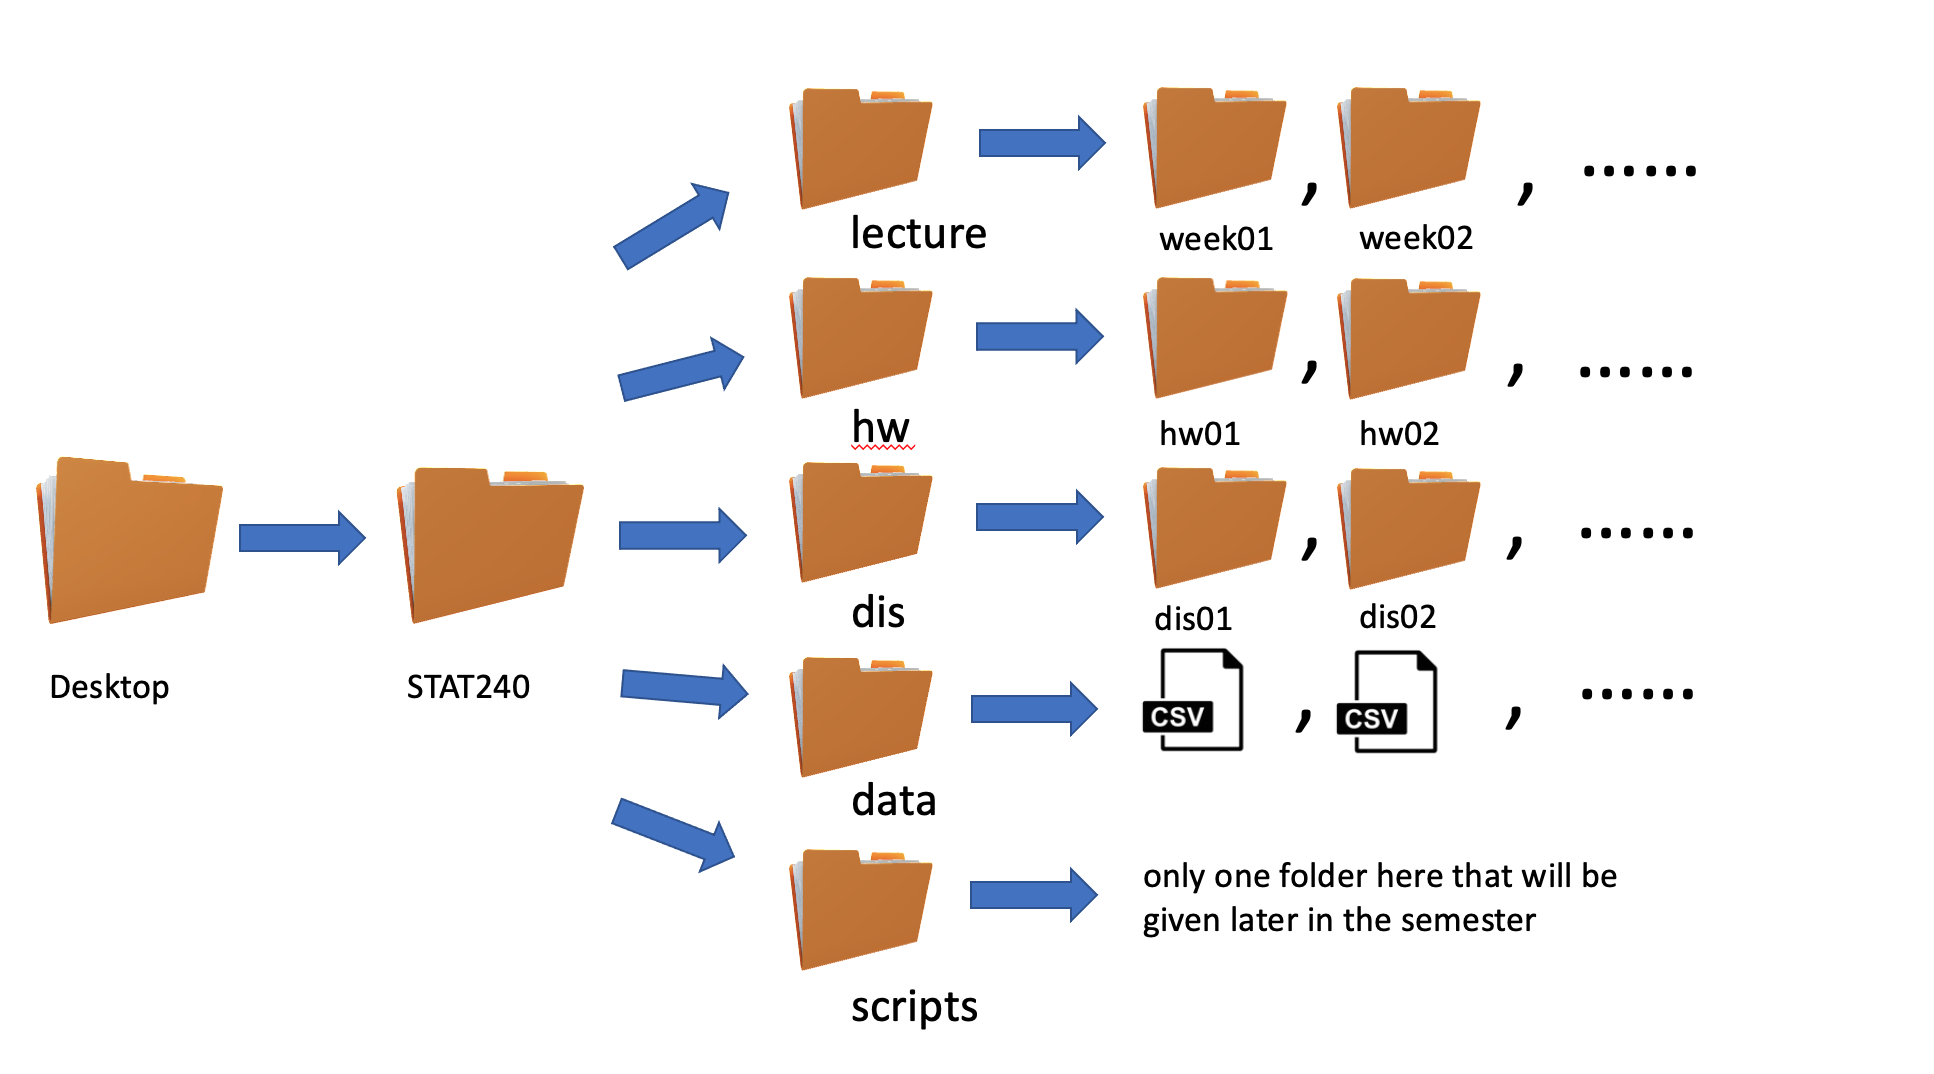 lecture
week01
week02
,
,
......
hw
hw01
hw02
,
,
......
Desktop
STAT240
dis
dis01
dis02
,
,
......
data
CSV
,
CSV
,
......
scripts
only one folder here that will be
given later in the semester